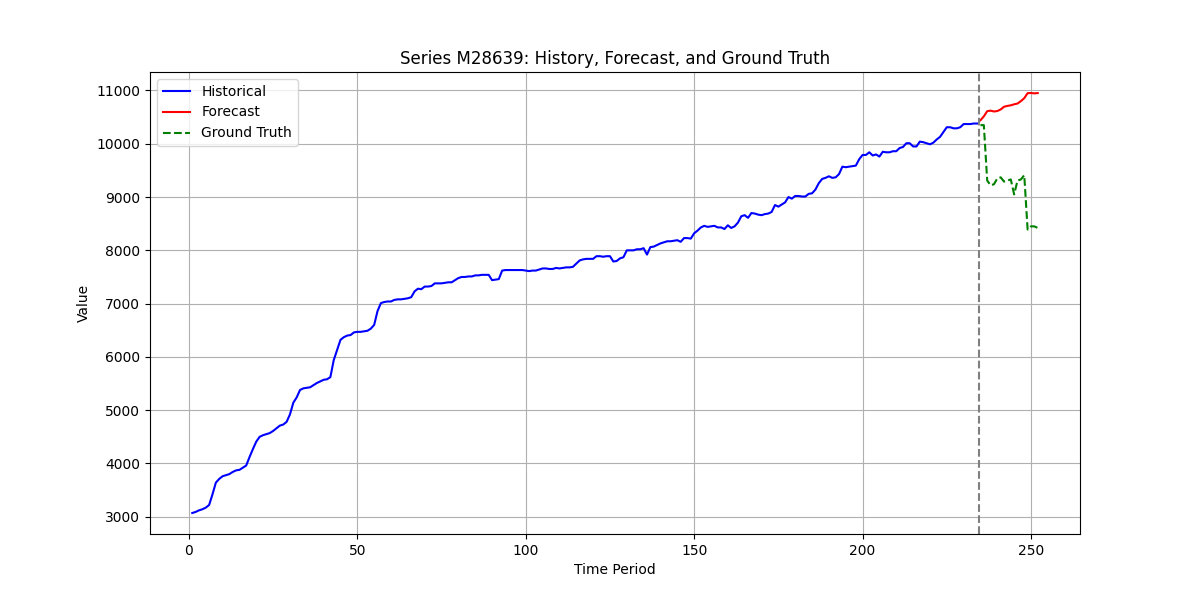 Series M28639: History, Forecast, and Ground Truth
Historical
Forecast
Ground Truth
11000
10000
9000
8000
7000
6000
5000
4000
3000
Value
0 50 100 150 200 250
Time Period